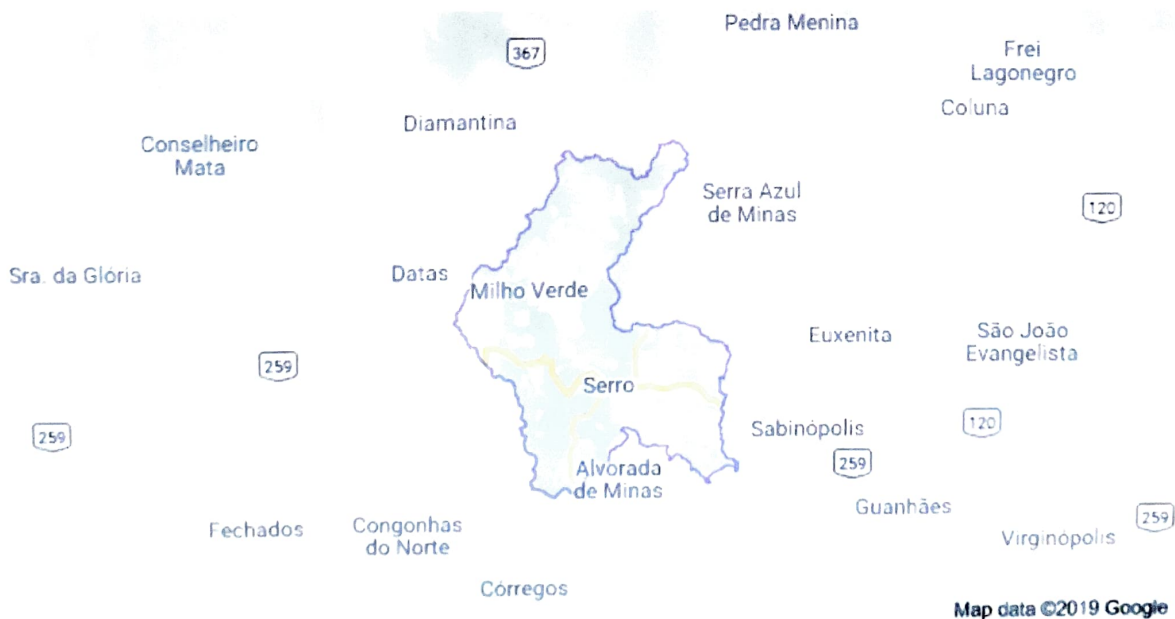 Pedra Menina
367
Frei
Lagonegro
Coluna
Diamantina
Conselheiro
Mata
Serra Azul
de Minas
120
Sra. da Glória
Datas
Milho Verde
Euxenita
São João
Evangelista
259
Serro
259
Sabinópolis
120
259
Alvorada
de Minas
Guanhães
259
Fechados
Congonhas
do Norte
Virginópolis
Córregos
Map data ©2019 Google